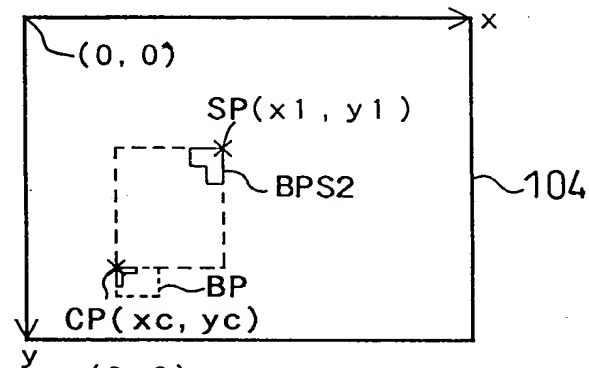 x
(0, 0)
SP(x1, y1)
BPS2
104
BP
CP(xc, yc)
y